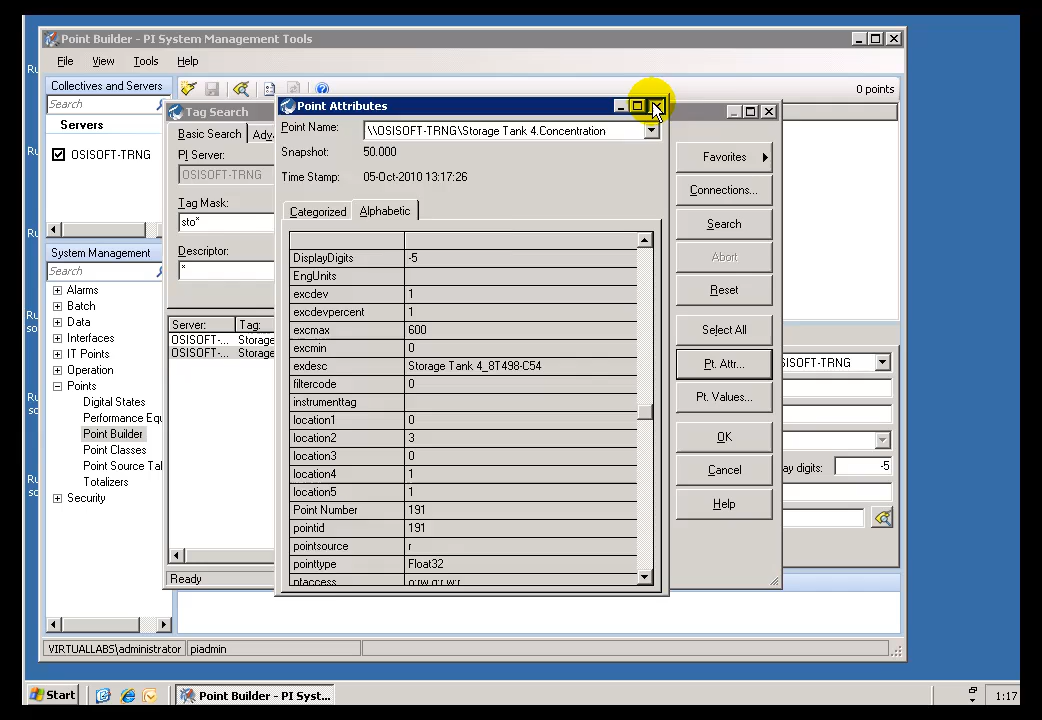 Point Builder - PI System Management Tools
File View Tools Help
Collectives and Servers
0 points
Search
Servers
OSISOFT-TRNG
System Management
Search
Alarms
Batch
Data
Interfaces
IT Points
Operation
Points
Digital States
Performance Equ
Point Builder
Point Classes
Point Source Tal
Totalizers
Security
Tag Search
Basic Search Adv
PI Server:
OSISOFT-TRNG
Tag Mask:
sto*
Descriptor:
*
Server: Tag:
OSISOFT-... Storage
OSISOFT-... Storage
Ready
Point Attributes
Point Name: \\OSISOFT-TRNG\Storage Tank 4.Concentration
Snapshot: 50.000
Time Stamp: 05-Oct-2010 13:17:26
Categorized Alphabetic
DisplayDigits -5
EngUnits
excdev 1
excdevpercent 1
excmax 600
excmin 0
exdesc Storage Tank 4_8T498-C54
filtercode 0
instrumenttag
location1 0
location2 3
location3 0
location4 1
location5 1
Point Number 191
pointid 191
pointsource r
pointtype Float32
ptaccess o:rw g:r w:r
Favorites
Connections...
Search
Abort
Reset
Select All
Pt. Attr...
Pt. Values...
OK
Cancel
Help
ISISOFT-TRNG
ay digits: -5
VIRTUALLABS\administrator piadmin
Start Point Builder - PI Syst... 1:17